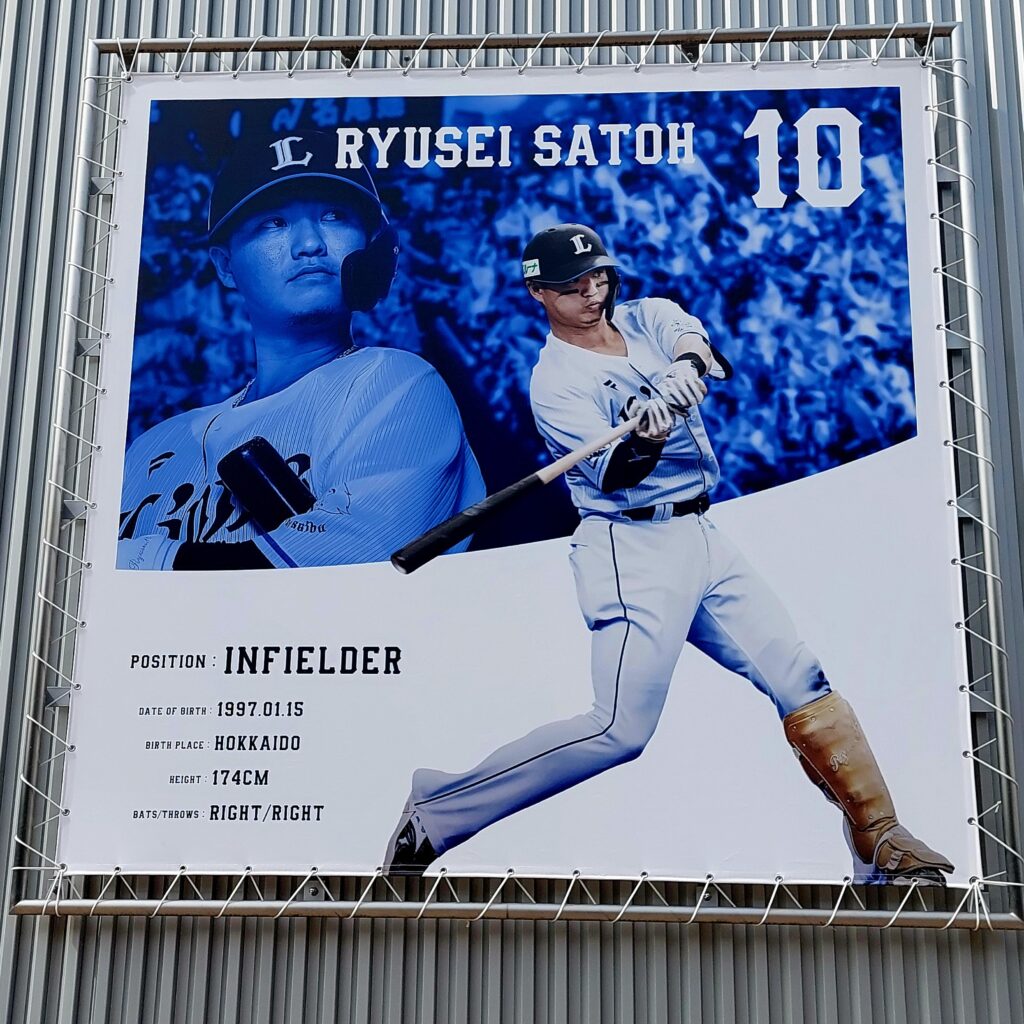 L RYUSEI SATOH 10
L
POSITION : INFIELDER
DATE OF BIRTH : 1997.01.15
BIRTH PLACE : HOKKAIDO
HEIGHT : 174CM
BATS/THROWS : RIGHT/RIGHT